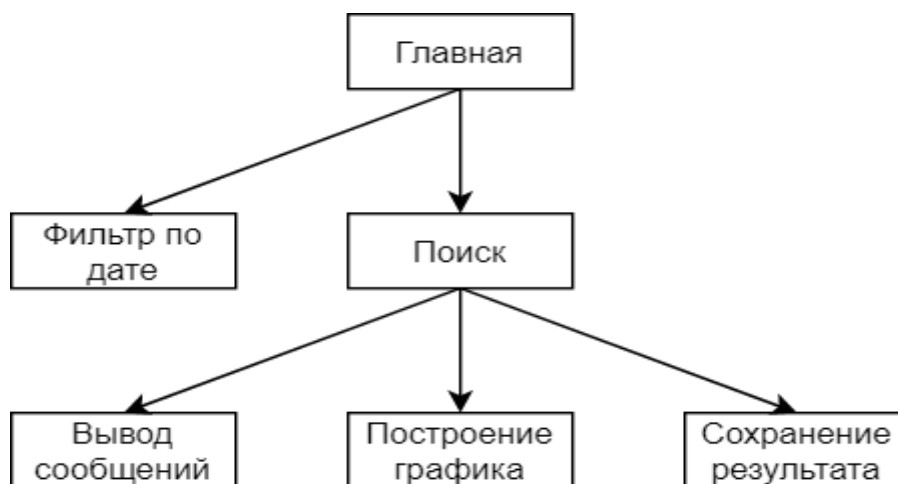 Главная
Фильтр по
дате
Поиск
Вывод
сообщений
Построение
графика
Сохранение
результата